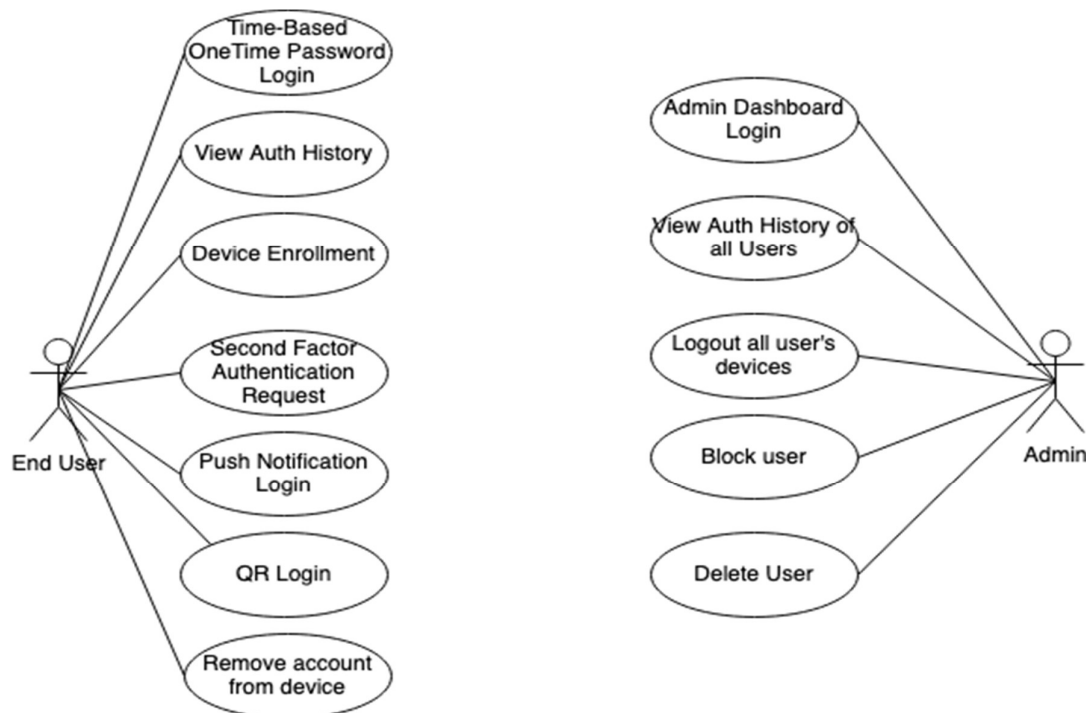 Time-Based
OneTime Password
Login
View Auth History
Device Enrollment
Second Factor
Authentication
Request
Push Notification
Login
QR Login
Remove account
from device
End User
Admin Dashboard
Login
View Auth History of
all Users
Logout all user's
devices
Block user
Delete User
Admin